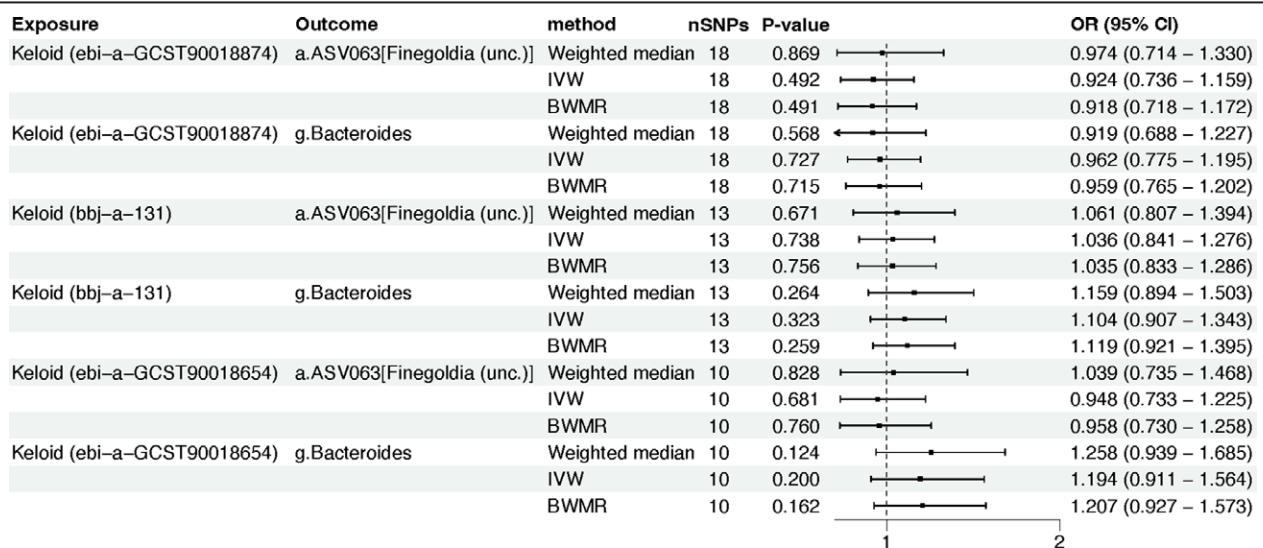 Exposure Outcome method nSNPs P-value OR (95% CI)
Keloid (ebi–a–GCST90018874) a.ASV063[Finegoldia (unc.)] Weighted median 18 0.869 0.974 (0.714 – 1.330)
IVW 18 0.492 0.924 (0.736 – 1.159)
BWMR 18 0.491 0.918 (0.718 – 1.172)
Keloid (ebi–a–GCST90018874) g.Bacteroides Weighted median 18 0.568 0.919 (0.688 – 1.227)
IVW 18 0.727 0.962 (0.775 – 1.195)
BWMR 18 0.715 0.959 (0.765 – 1.202)
Keloid (bbj–a–131) a.ASV063[Finegoldia (unc.)] Weighted median 13 0.671 1.061 (0.807 – 1.394)
IVW 13 0.738 1.036 (0.841 – 1.276)
BWMR 13 0.756 1.035 (0.833 – 1.286)
Keloid (bbj–a–131) g.Bacteroides Weighted median 13 0.264 1.159 (0.894 – 1.503)
IVW 13 0.323 1.104 (0.907 – 1.343)
BWMR 13 0.259 1.119 (0.921 – 1.395)
Keloid (ebi–a–GCST90018654) a.ASV063[Finegoldia (unc.)] Weighted median 10 0.828 1.039 (0.735 – 1.468)
IVW 10 0.681 0.948 (0.733 – 1.225)
BWMR 10 0.760 0.958 (0.730 – 1.258)
Keloid (ebi–a–GCST90018654) g.Bacteroides Weighted median 10 0.124 1.258 (0.939 – 1.685)
IVW 10 0.200 1.194 (0.911 – 1.564)
BWMR 10 0.162 1.207 (0.927 – 1.573)
1 2